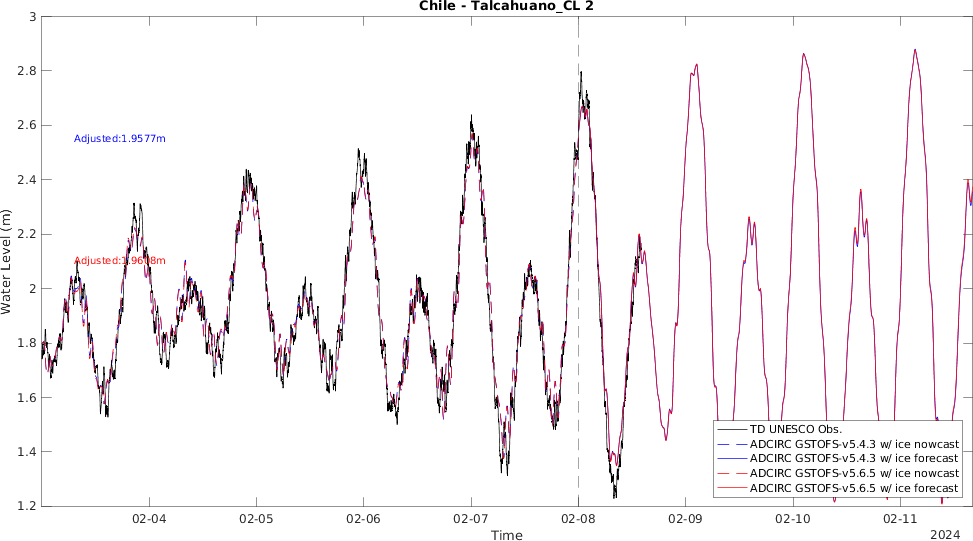 Chile - Talcahuano_CL 2
3
2.8
2.6
2.4
2.2
2
1.8
1.6
1.4
1.2
Water Level (m)
Adjusted:1.9577m
Adjusted:1.9608m
TD UNESCO Obs.
ADCIRC GSTOFS-v5.4.3 w/ ice nowcast
ADCIRC GSTOFS-v5.4.3 w/ ice forecast
ADCIRC GSTOFS-v5.6.5 w/ ice nowcast
ADCIRC GSTOFS-v5.6.5 w/ ice forecast
02-04 02-05 02-06 02-07 02-08 02-09 02-10 02-11
Time
2024